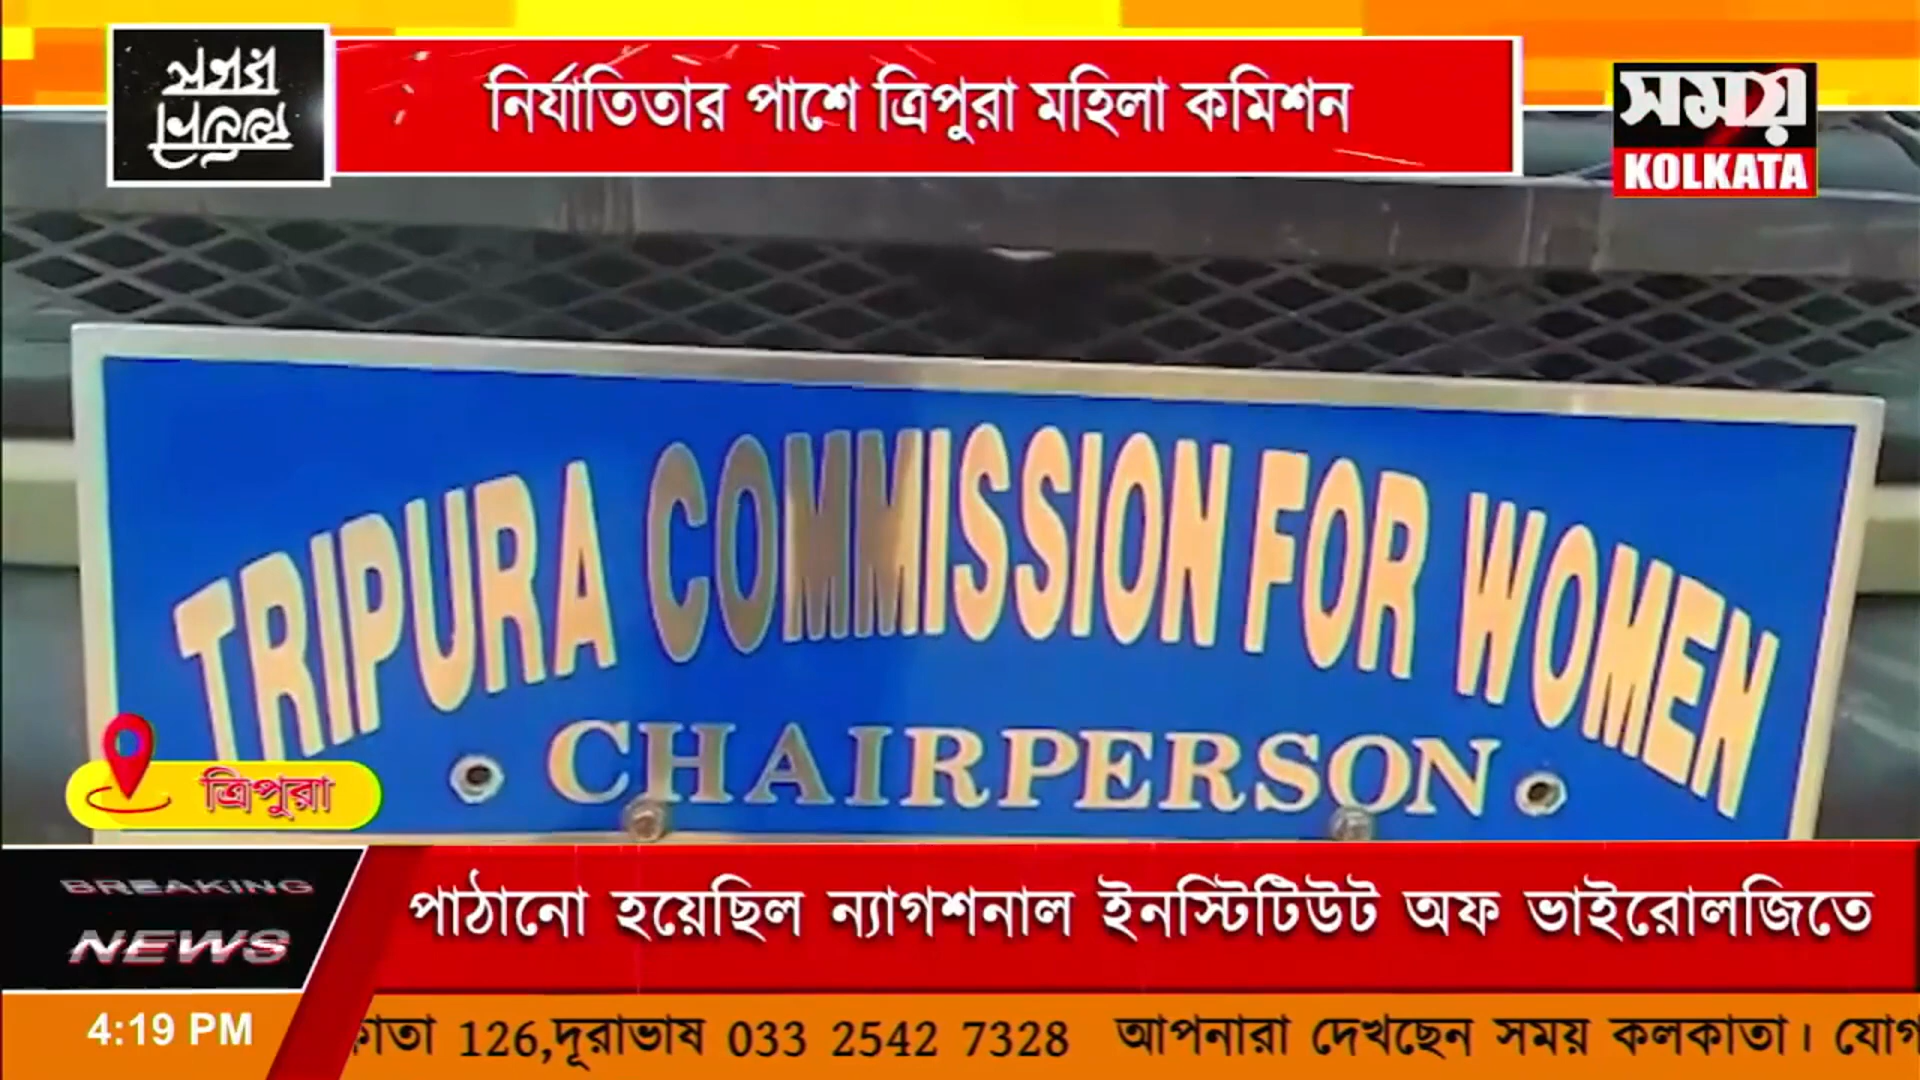 নির্যাতিতার পাশে ত্রিপুরা মহিলা কমিশন
সময়
KOLKATA
TRIPURA COMMISSION FOR WOMEN
CHAIRPERSON
ত্রিপুরা
BREAKING
NEWS
পাঠানো হয়েছিল ন্যাগশনাল ইনস্টিটিউট অফ ভাইরোলজিতে
4:19 PM
কাতা 126,দূরাভাষ 033 2542 7328 আপনারা দেখছেন সময় কলকাতা। যোগ